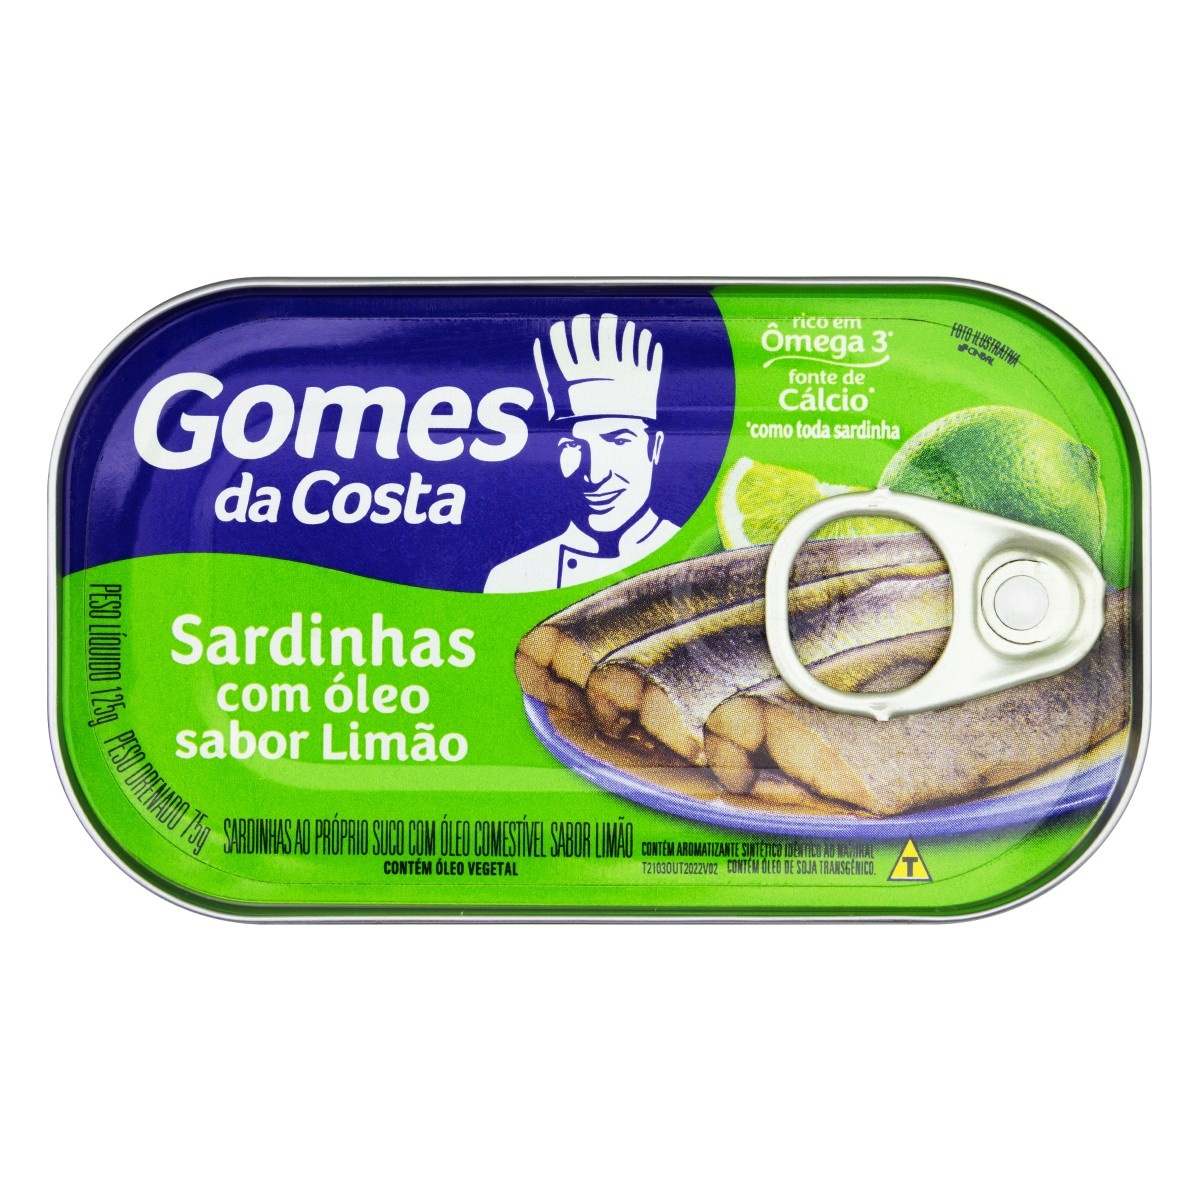 Gomes
da Costa
rico em
Ômega 3*
fonte de
Cálcio*
*como toda sardinha
FOTO ILUSTRATIVA
Sardinhas
com óleo
sabor Limão
PESO LÍQUIDO 125g PESO DRENADO 75g
SARDINHAS AO PRÓPRIO SUCO COM ÓLEO COMESTÍVEL SABOR LIMÃO
CONTÉM ÓLEO VEGETAL
CONTÉM AROMATIZANTE SINTÉTICO IDÊNTICO AO NATURAL
T2103OUT2022V02 CONTÉM ÓLEO DE SOJA TRANSGÊNICO.
T